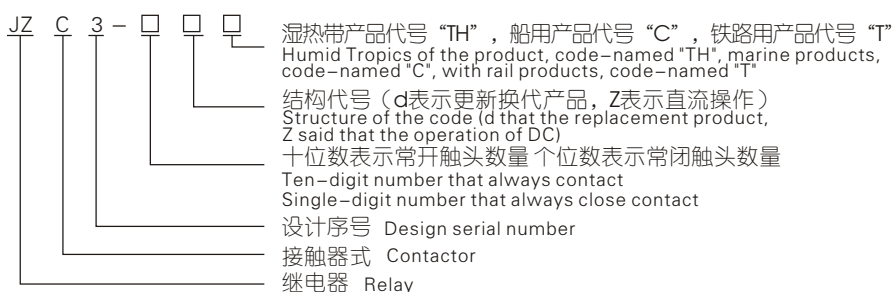 JZ C 3 – □ □ □
湿热带产品代号“TH”，船用产品代号“C”，铁路用产品代号“T”
Humid Tropics of the product, code–named "TH", marine products,
code–named "C", with rail products, code–named "T"
结构代号（d表示更新换代产品，Z表示直流操作）
Structure of the code (d that the replacement product,
Z said that the operation of DC)
十位数表示常开触头数量 个位数表示常闭触头数量
Ten–digit number that always contact
Single–digit number that always close contact
设计序号 Design serial number
接触器式 Contactor
继电器 Relay